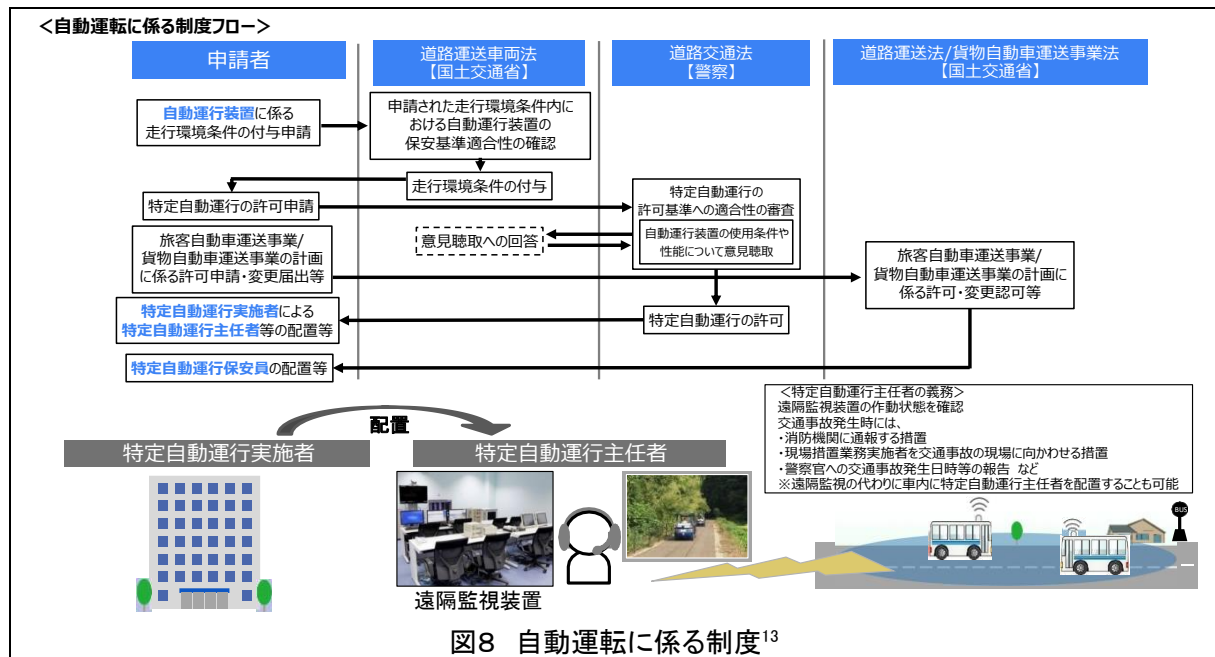 ＜自動運転に係る制度フロー＞
申請者
道路運送車両法
【国土交通省】
道路交通法
【警察】
道路運送法/貨物自動車運送事業法
【国土交通省】
自動運行装置に係る
走行環境条件の付与申請
申請された走行環境条件内に
おける自動運行装置の
保安基準適合性の確認
走行環境条件の付与
特定自動運行の許可申請
特定自動運行の
許可基準への適合性の審査
自動運行装置の使用条件や
性能について意見聴取
意見聴取への回答
旅客自動車運送事業/
貨物自動車運送事業の計画
に係る許可申請・変更届出等
旅客自動車運送事業/
貨物自動車運送事業の計画に
係る許可・変更認可等
特定自動運行の許可
特定自動運行実施者による
特定自動運行主任者等の配置等
特定自動運行保安員の配置等
＜特定自動運行主任者の義務＞
遠隔監視装置の作動状態を確認
交通事故発生時には、
・消防機関に通報する措置
・現場措置業務実施者を交通事故の現場に向かわせる措置
・警察官への交通事故発生日時等の報告 など
※遠隔監視の代わりに車内に特定自動運行主任者を配置することも可能
配置
特定自動運行実施者
特定自動運行主任者
BUS
遠隔監視装置
図８ 自動運転に係る制度¹³